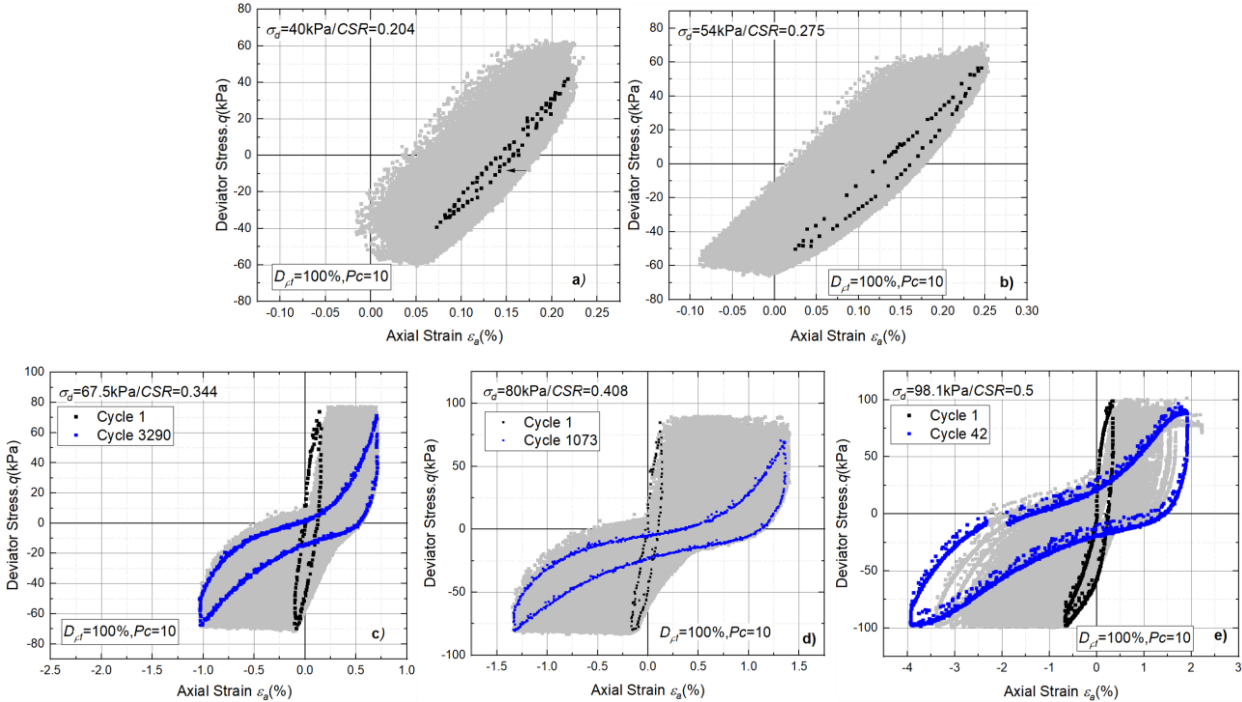 σd=40kPa/CSR=0.204
80
60
40
20
0
-20
-40
-60
-80
Deviator Stress.q(kPa)
-0.10 -0.05 0.00 0.05 0.10 0.15 0.20 0.25
Axial Strain εa(%)
Dr1=100%,Pc=10
a)
σd=54kPa/CSR=0.275
80
60
40
20
0
-20
-40
-60
-80
Deviator Stress.q(kPa)
-0.10 -0.05 0.00 0.05 0.10 0.15 0.20 0.25
Axial Strain εa(%)
Dr1=100%,Pc=10
b)
σd=67.5kPa/CSR=0.344
Cycle 1
Cycle 3290
100
80
60
40
20
0
-20
-40
-60
-80
Deviator Stress.q(kPa)
-2.5 -2.0 -1.5 -1.0 -0.5 0.0 0.5 1.0
Axial Strain εa(%)
Dr1=100%,Pc=10
c)
σd=80kPa/CSR=0.408
Cycle 1
Cycle 1073
100
50
0
-50
-100
Deviator Stress.q(kPa)
-1.5 -1.0 -0.5 0.0 0.5 1.0 1.5
Axial Strain εa(%)
Dr1=100%,Pc=10
d)
σd=98.1kPa/CSR=0.5
Cycle 1
Cycle 42
100
50
0
-50
-100
Deviator Stress.q(kPa)
-4 -3 -2 -1 0 1 2 3
Axial Strain εa(%)
Dr1=100%,Pc=10
e)